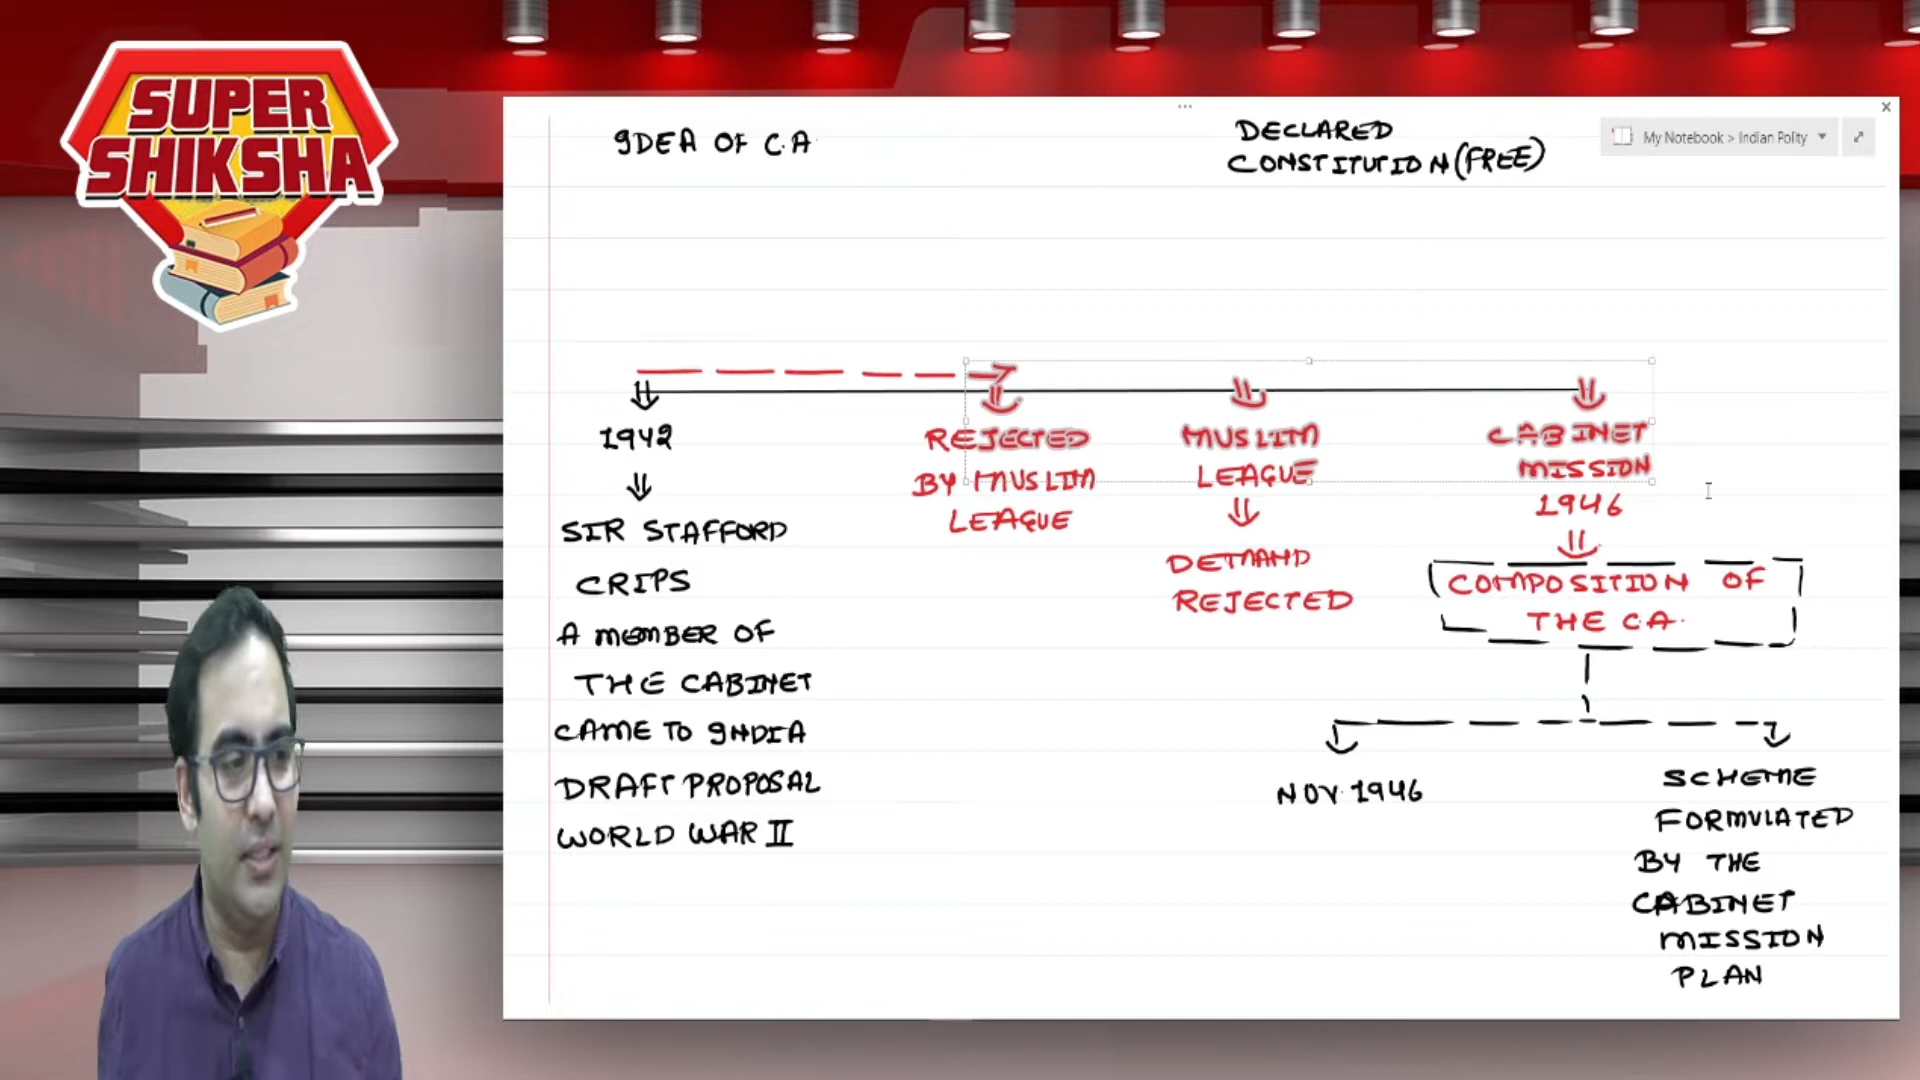 SUPER
SHIKSHA
IDEA OF C.A.
DECLARED
CONSTITUTION (FREE)
My Notebook > Indian Polity
1942
SIR STAFFORD
CRIPS
A MEMBER OF
THE CABINET
CAME TO INDIA
DRAFT PROPOSAL
WORLD WAR II
REJECTED
BY MUSLIM
LEAGUE
MUSLIM
LEAGUE
DEMAND
REJECTED
CABINET
MISSION
1946
COMPOSITION OF
THE CA.
NOV. 1946
SCHEME
FORMULATED
BY THE
CABINET
MISSION
PLAN